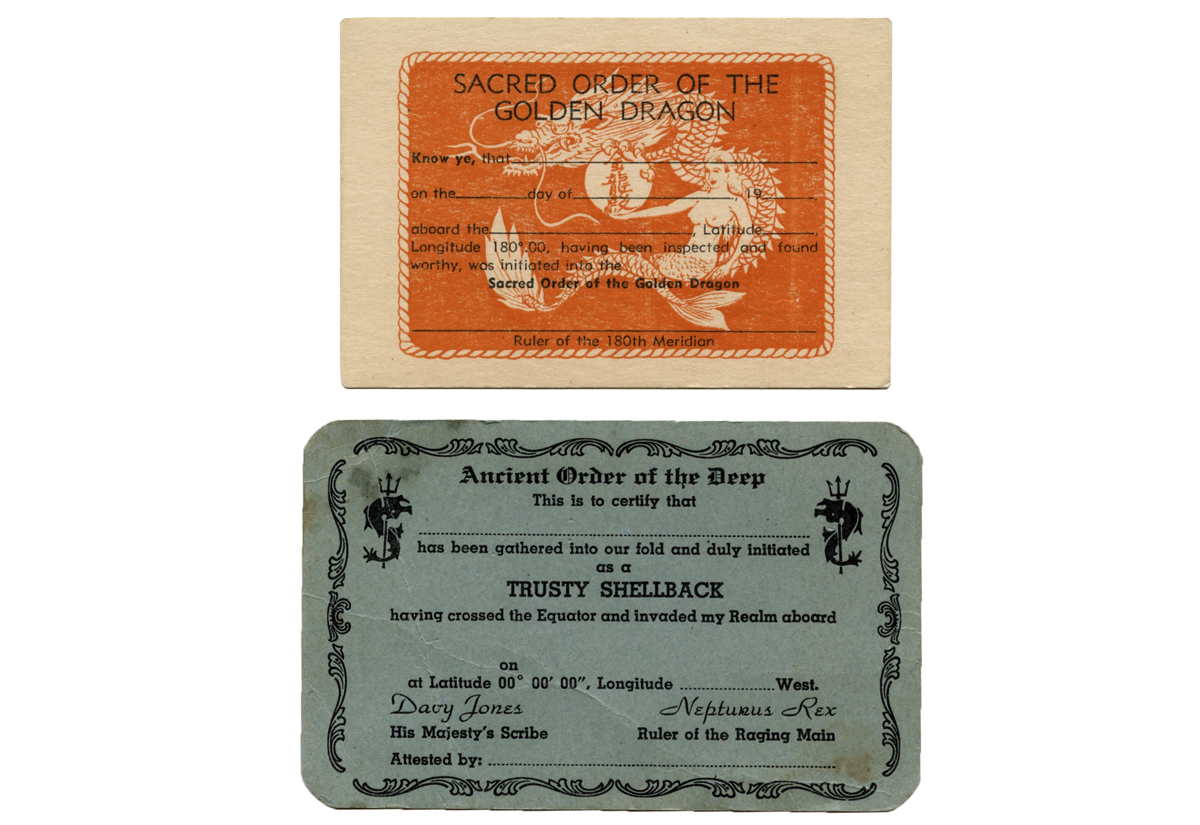 SACRED ORDER OF THE
GOLDEN DRAGON
Know ye, that
on the day of , 19 ,
aboard the , Latitude ,
Longitude 180°.00, having been inspected and found
worthy, was initiated into the
Sacred Order of the Golden Dragon
Ruler of the 180th Meridian
Ancient Order of the Deep
This is to certify that
has been gathered into our fold and duly initiated
as a
TRUSTY SHELLBACK
having crossed the Equator and invaded my Realm aboard
on
at Latitude 00° 00' 00", Longitude West.
Davy Jones Neptunus Rex
His Majesty's Scribe Ruler of the Raging Main
Attested by: